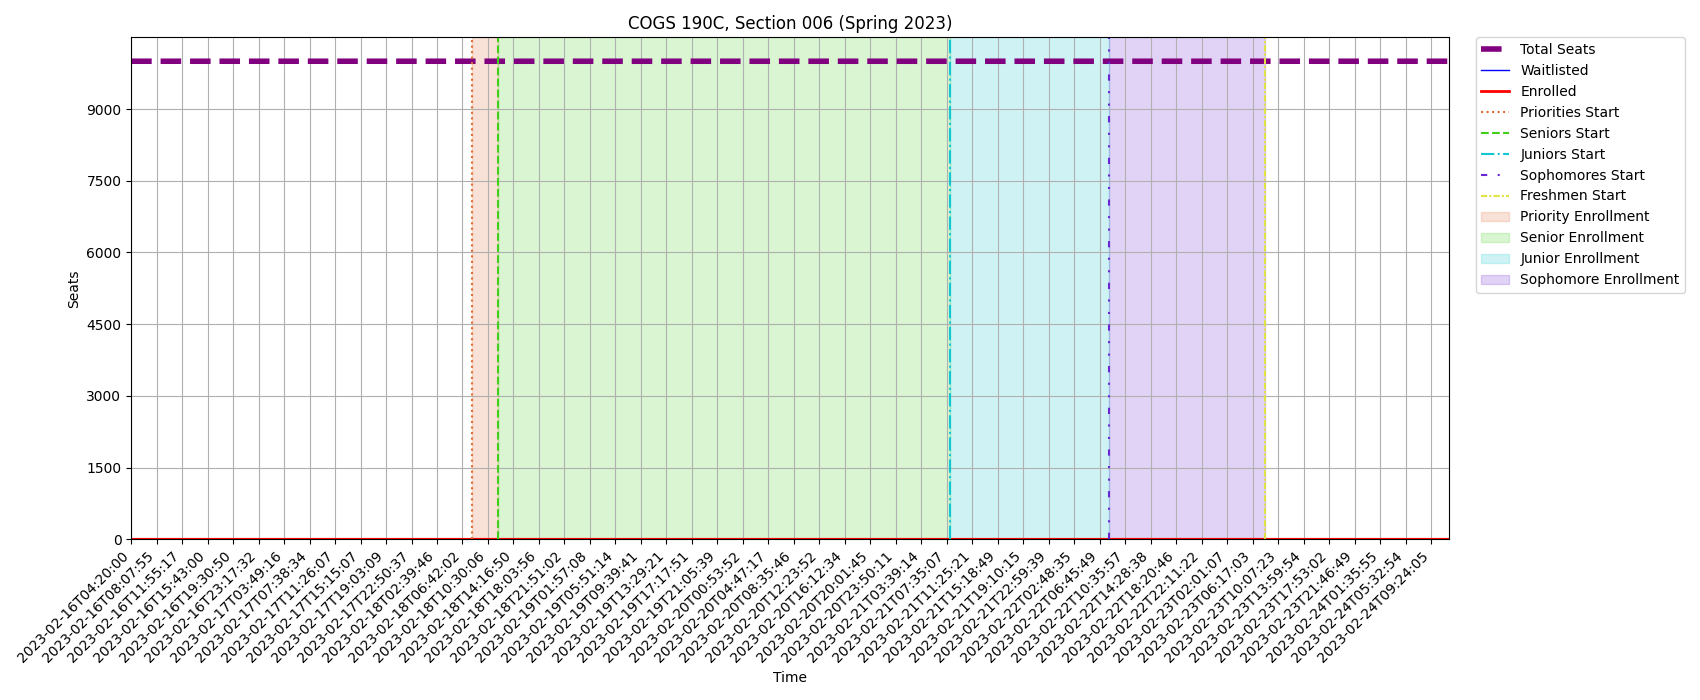 COGS 190C, Section 006 (Spring 2023)
Total Seats
Waitlisted
Enrolled
Priorities Start
Seniors Start
Juniors Start
Sophomores Start
Freshmen Start
Priority Enrollment
Senior Enrollment
Junior Enrollment
Sophomore Enrollment
Seats
9000
7500
6000
4500
3000
1500
0
2023-02-16T04:20:00
2023-02-16T08:07:55
2023-02-16T11:55:17
2023-02-16T15:43:00
2023-02-16T19:30:50
2023-02-16T23:17:32
2023-02-17T03:49:16
2023-02-17T07:38:34
2023-02-17T11:26:07
2023-02-17T15:15:07
2023-02-17T19:03:09
2023-02-17T22:50:37
2023-02-18T02:39:46
2023-02-18T06:42:02
2023-02-18T10:30:06
2023-02-18T14:16:50
2023-02-18T18:03:56
2023-02-18T21:51:02
2023-02-19T01:57:08
2023-02-19T05:51:14
2023-02-19T09:39:41
2023-02-19T13:29:21
2023-02-19T17:17:51
2023-02-19T21:05:39
2023-02-20T00:53:52
2023-02-20T04:47:17
2023-02-20T08:35:46
2023-02-20T12:23:52
2023-02-20T16:12:34
2023-02-20T20:01:45
2023-02-20T23:50:11
2023-02-21T03:39:14
2023-02-21T07:35:07
2023-02-21T11:25:21
2023-02-21T15:18:49
2023-02-21T19:10:15
2023-02-21T22:59:39
2023-02-22T02:48:35
2023-02-22T06:45:49
2023-02-22T10:35:57
2023-02-22T14:28:38
2023-02-22T18:20:46
2023-02-22T22:11:22
2023-02-23T02:01:07
2023-02-23T06:17:03
2023-02-23T10:07:23
2023-02-23T13:59:54
2023-02-23T17:53:02
2023-02-23T21:46:49
2023-02-24T01:35:55
2023-02-24T05:32:54
2023-02-24T09:24:05
Time